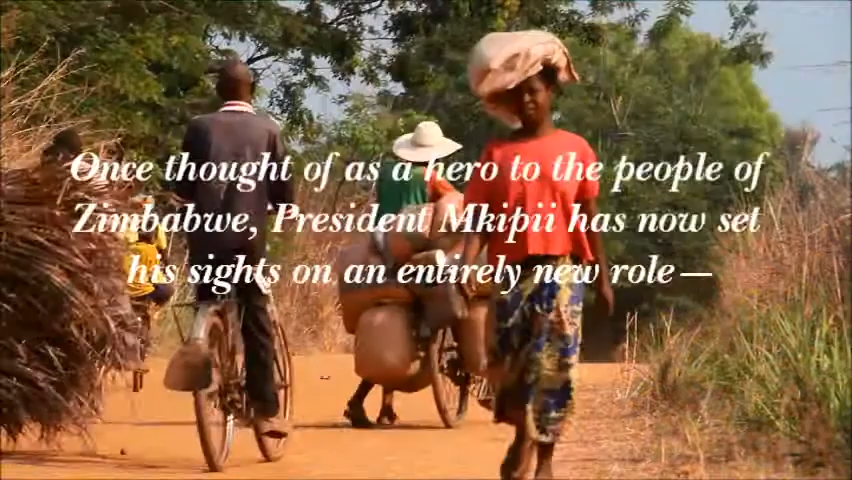 Once thought of as a hero to the people of
Zimbabwe, President Mkipii has now set
his sights on an entirely new role —